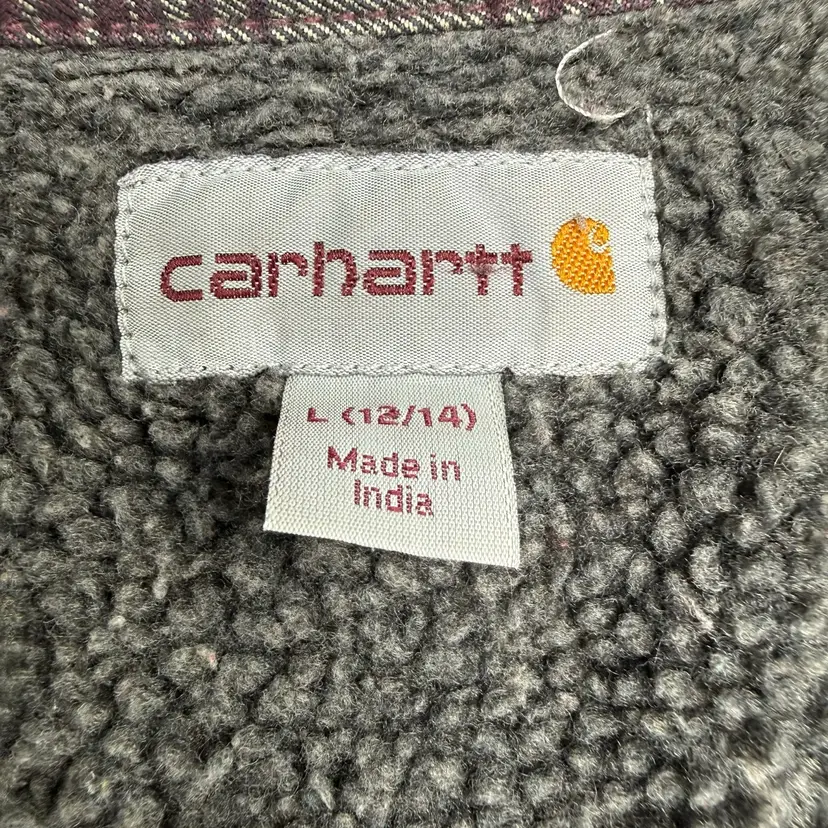 carhartt
L (12/14)
Made in
India